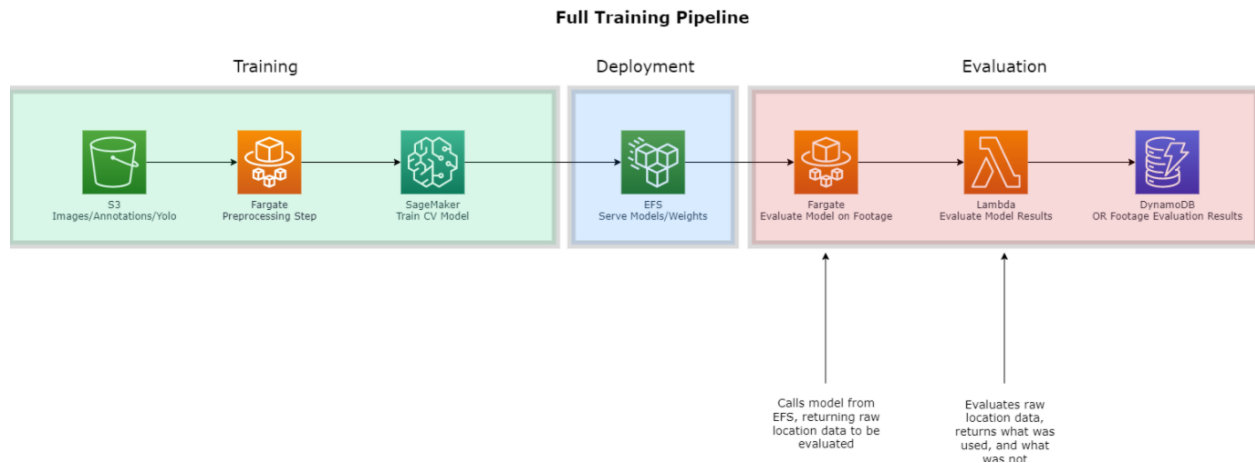 Full Training Pipeline
Training
Deployment
Evaluation
S3
Images/Annotations/Yolo
Fargate
Preprocessing Step
SageMaker
Train CV Model
EFS
Serve Models/Weights
Fargate
Evaluate Model on Footage
Lambda
Evaluate Model Results
DynamoDB
OR Footage Evaluation Results
Calls model from
EFS, returning raw
location data to be
evaluated
Evaluates raw
location data,
returns what was
used, and what
was not